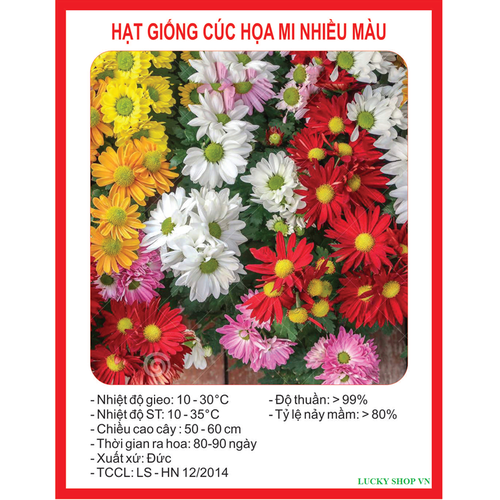 HẠT GIỐNG CÚC HỌA MI NHIỀU MÀU
- Nhiệt độ gieo: 10 - 30°C
- Nhiệt độ ST: 10 - 35°C
- Chiều cao cây : 50 - 60 cm
- Thời gian ra hoa: 80-90 ngày
- Xuất xứ: Đức
- TCCL: LS - HN 12/2014
- Độ thuần: > 99%
- Tỷ lệ nảy mầm: > 80%
LUCKY SHOP VN